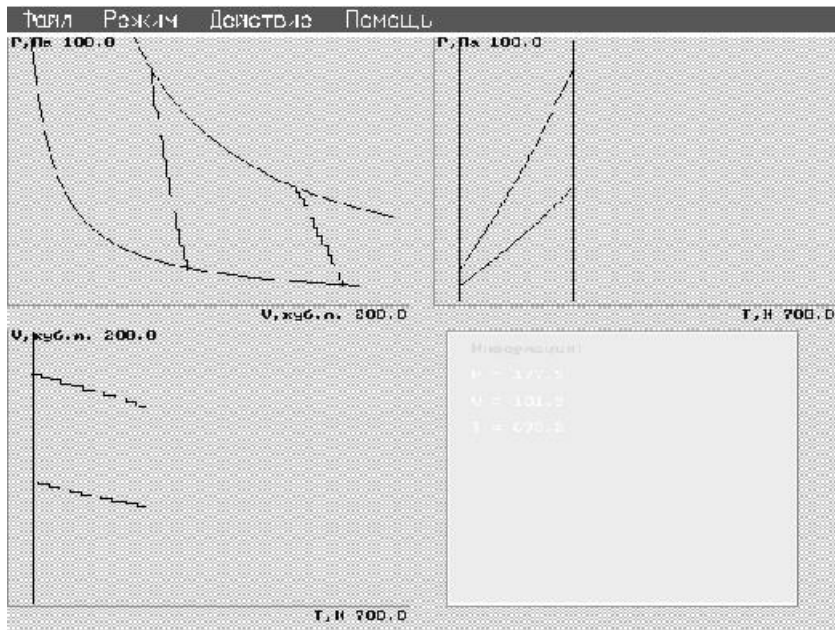 Файл Режим Действие Помощь
P,Па 100.0
P,Па 100.0
V,куб.м. 200.0
T,К 700.0
V,куб.м. 200.0
Информация:
T,К 700.0